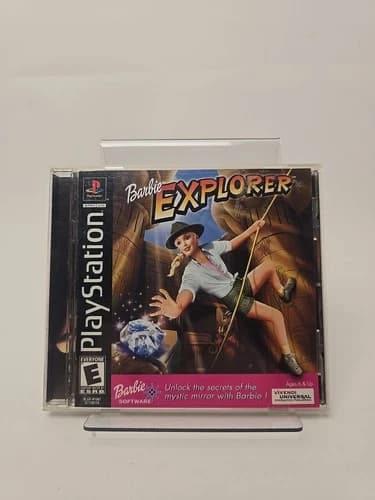 Barbie
EXPLORER
PlayStation
EVERYONE
E
ESRB
Barbie
SOFTWARE
Unlock the secrets of the
mystic mirror with Barbie!
Ages 6 & Up
VIVENDI
UNIVERSAL